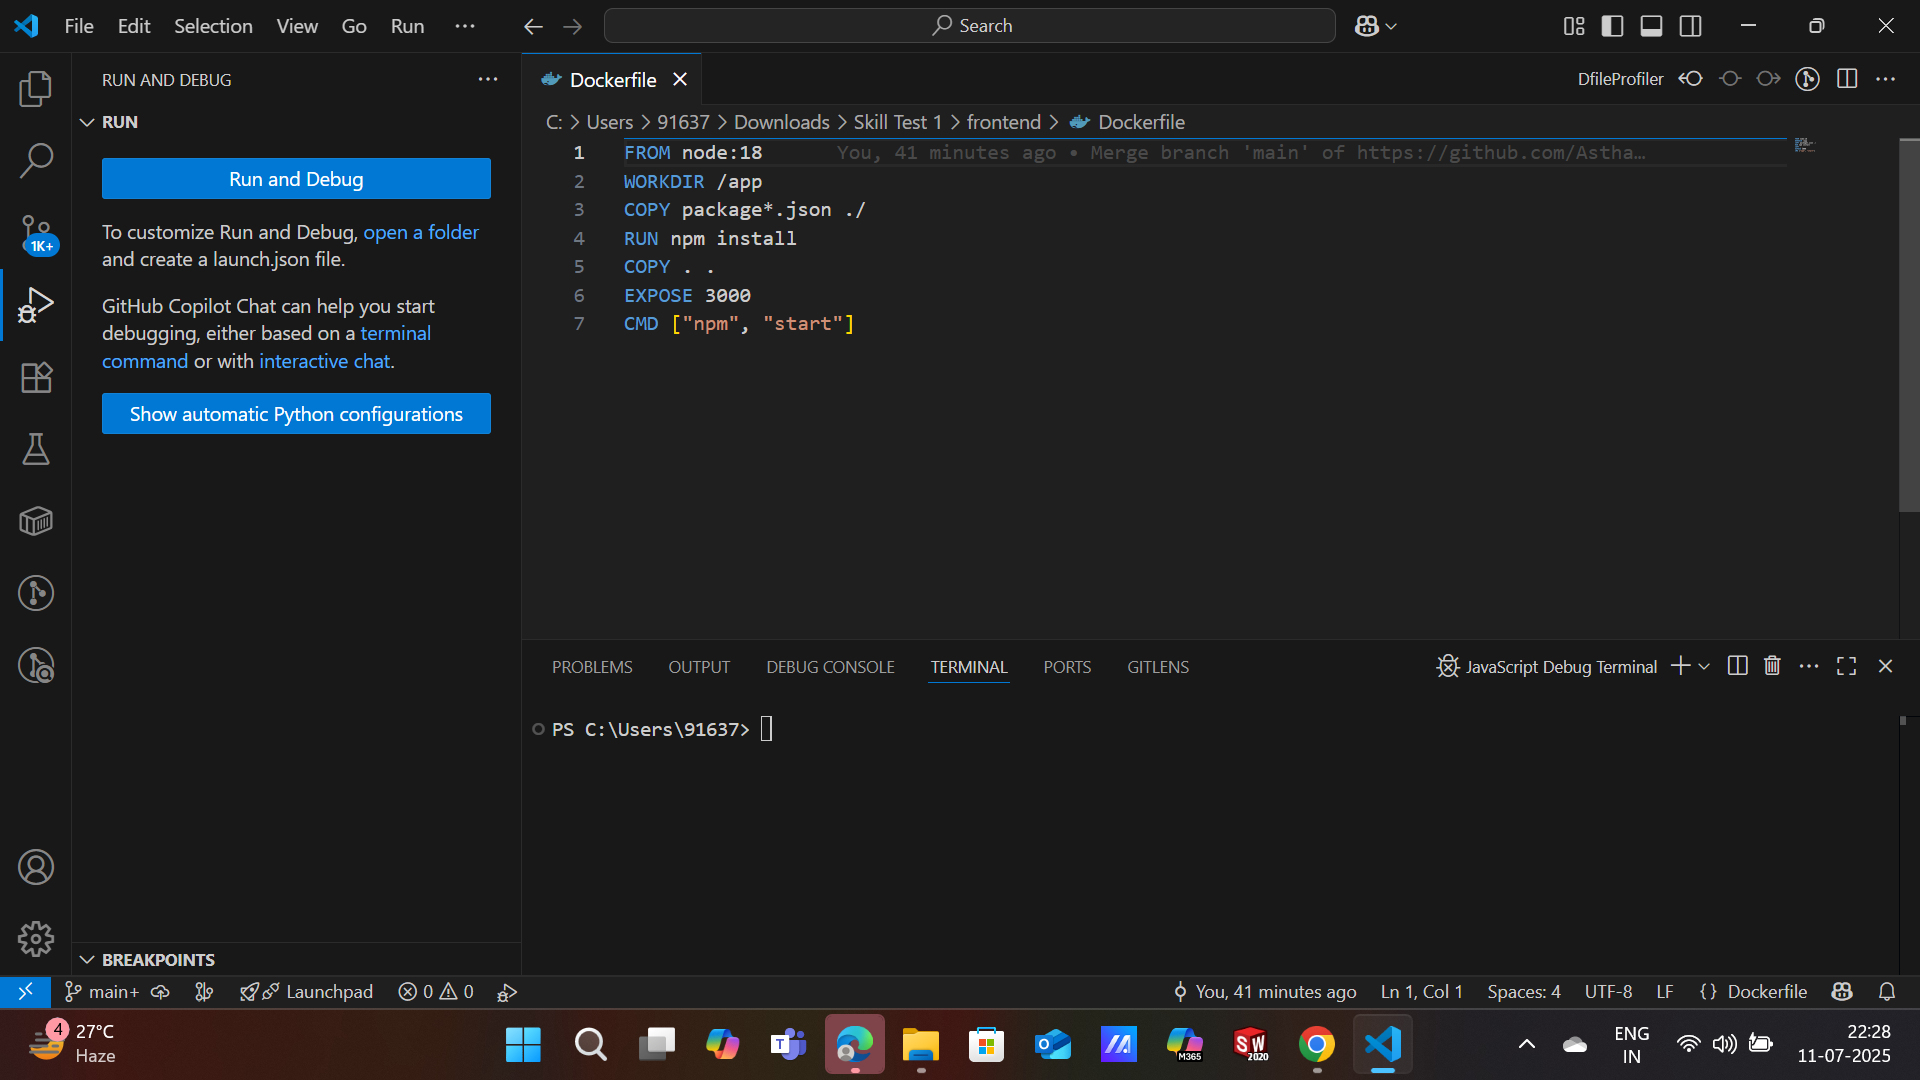 File Edit Selection View Go Run ··· Search
RUN AND DEBUG ···
Dockerfile
DfileProfiler
RUN
C: > Users > 91637 > Downloads > Skill Test 1 > frontend > Dockerfile
Run and Debug
To customize Run and Debug, open a folder
and create a launch.json file.
GitHub Copilot Chat can help you start
debugging, either based on a terminal
command or with interactive chat.
Show automatic Python configurations
1 FROM node:18 You, 41 minutes ago • Merge branch 'main' of https://github.com/Astha…
2 WORKDIR /app
3 COPY package*.json ./
4 RUN npm install
5 COPY . .
6 EXPOSE 3000
7 CMD ["npm", "start"]
1K+
PROBLEMS OUTPUT DEBUG CONSOLE TERMINAL PORTS GITLENS JavaScript Debug Terminal
PS C:\Users\91637>
BREAKPOINTS
main+ Launchpad 0 0 You, 41 minutes ago Ln 1, Col 1 Spaces: 4 UTF-8 LF {} Dockerfile
4 27°C
Haze
T
M365
SW
2020
ENG
IN
22:28
11-07-2025